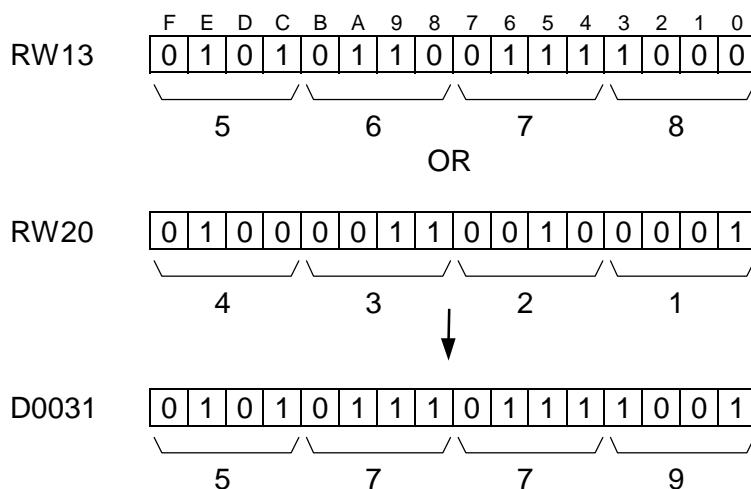 F E D C B A 9 8 7 6 5 4 3 2 1 0
RW13 0 1 0 1 0 1 1 0 0 1 1 1 1 0 0 0
5 6 7 8
OR
RW20 0 1 0 0 0 0 1 1 0 0 1 0 0 0 0 1
4 3 2 1
D0031 0 1 0 1 0 1 1 1 0 1 1 1 1 0 0 1
5 7 7 9